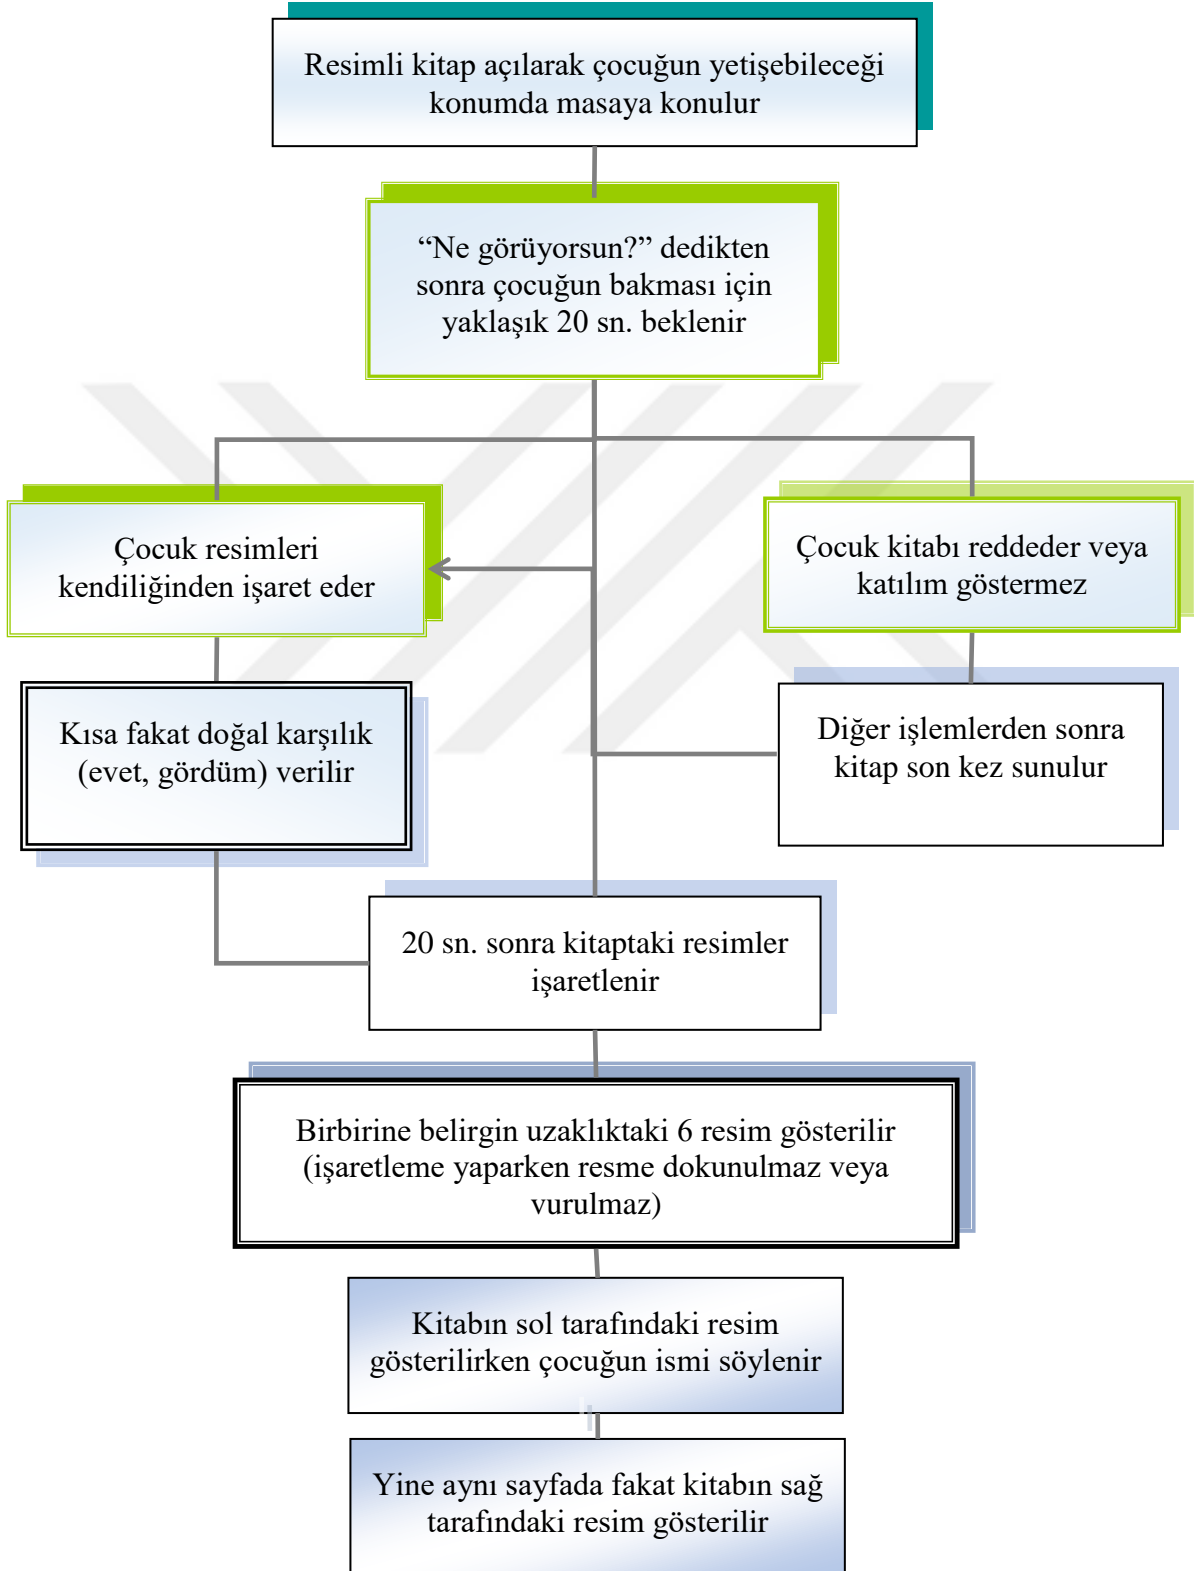 Resimli kitap açılarak çocuğun yetişebileceği
konumda masaya konulur
“Ne görüyorsun?” dedikten
sonra çocuğun bakması için
yaklaşık 20 sn. beklenir
Çocuk resimleri
kendiliğinden işaret eder
Çocuk kitabı reddeder veya
katılım göstermez
Kısa fakat doğal karşılık
(evet, gördüm) verilir
Diğer işlemlerden sonra
kitap son kez sunulur
20 sn. sonra kitaptaki resimler
işaretlenir
Birbirine belirgin uzaklıktaki 6 resim gösterilir
(işaretleme yaparken resme dokunulmaz veya
vurulmaz)
Kitabın sol tarafındaki resim
gösterilirken çocuğun ismi söylenir
Yine aynı sayfada fakat kitabın sağ
tarafındaki resim gösterilir